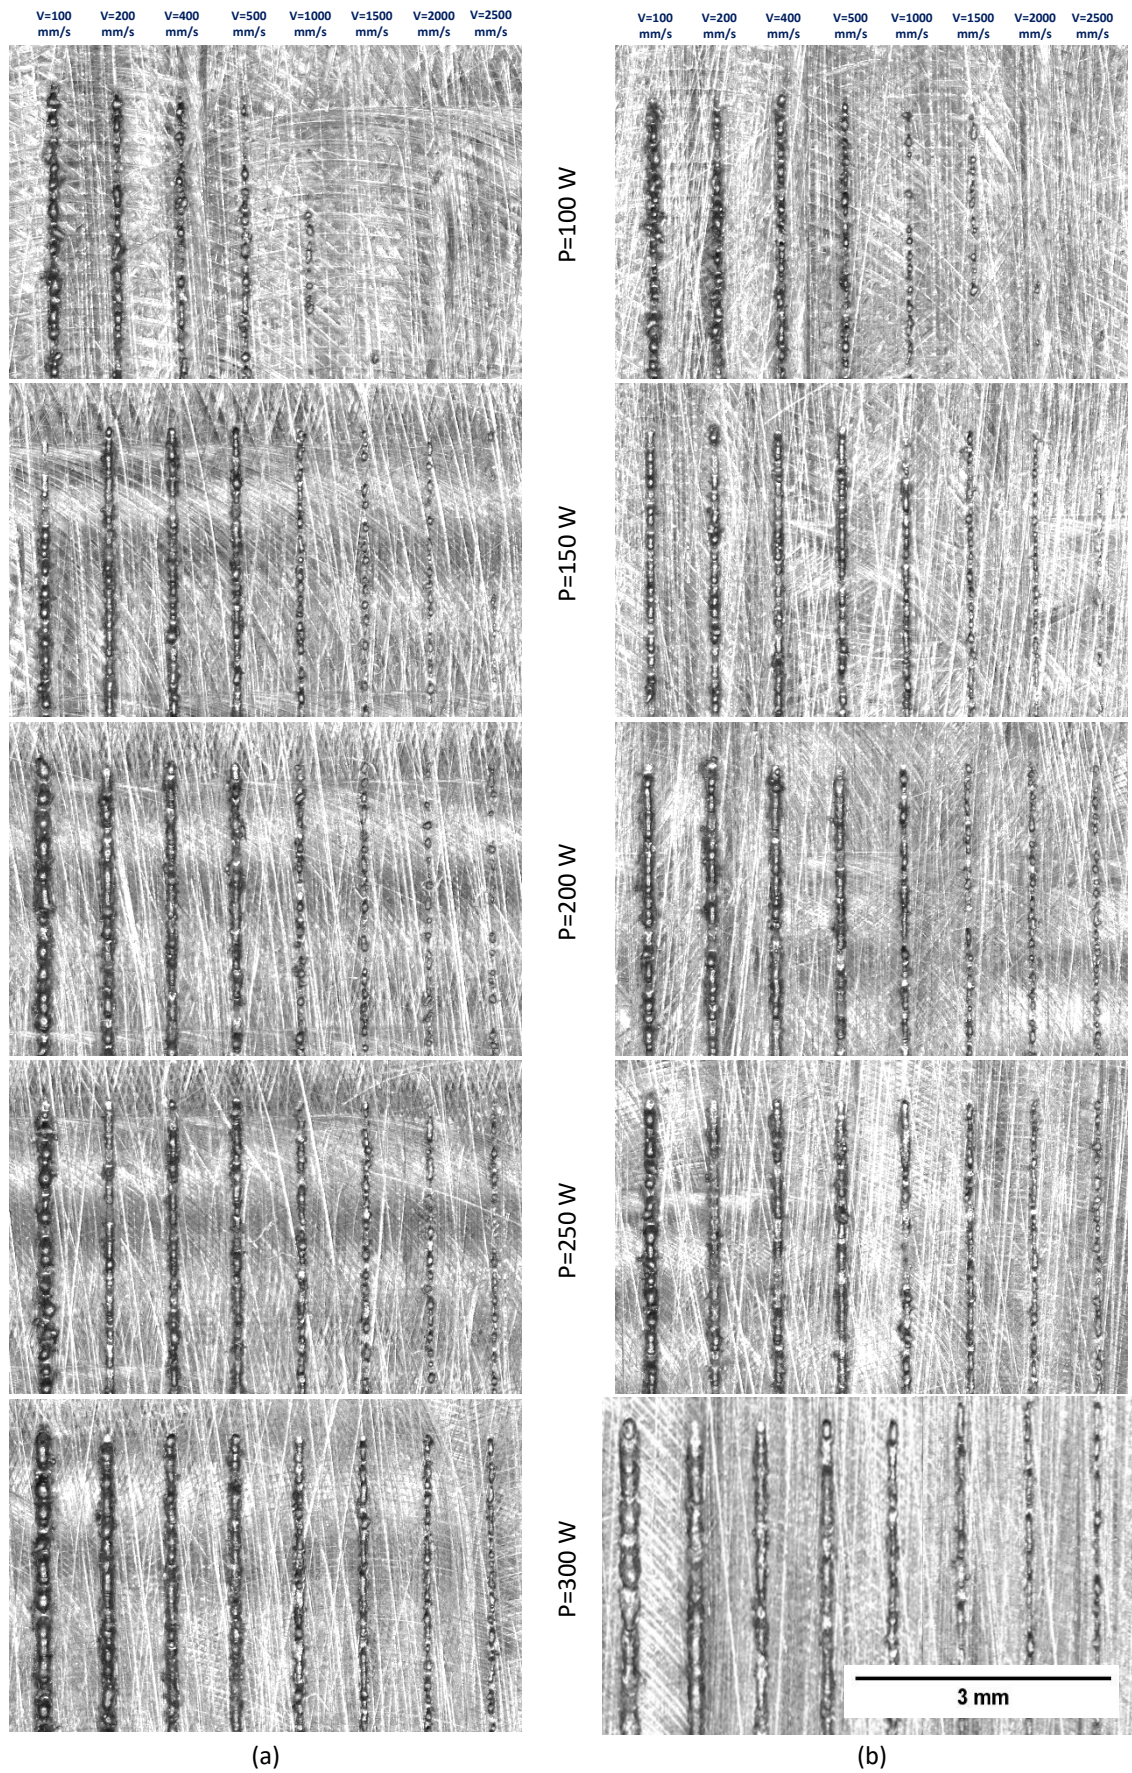 V=100 V=200 V=400 V=500 V=1000 V=1500 V=2000 V=2500
mm/s mm/s mm/s mm/s mm/s mm/s mm/s mm/s
V=100 V=200 V=400 V=500 V=1000 V=1500 V=2000 V=2500
mm/s mm/s mm/s mm/s mm/s mm/s mm/s mm/s
P=100 W
P=150 W
P=200 W
P=250 W
P=300 W
3 mm
(a)
(b)